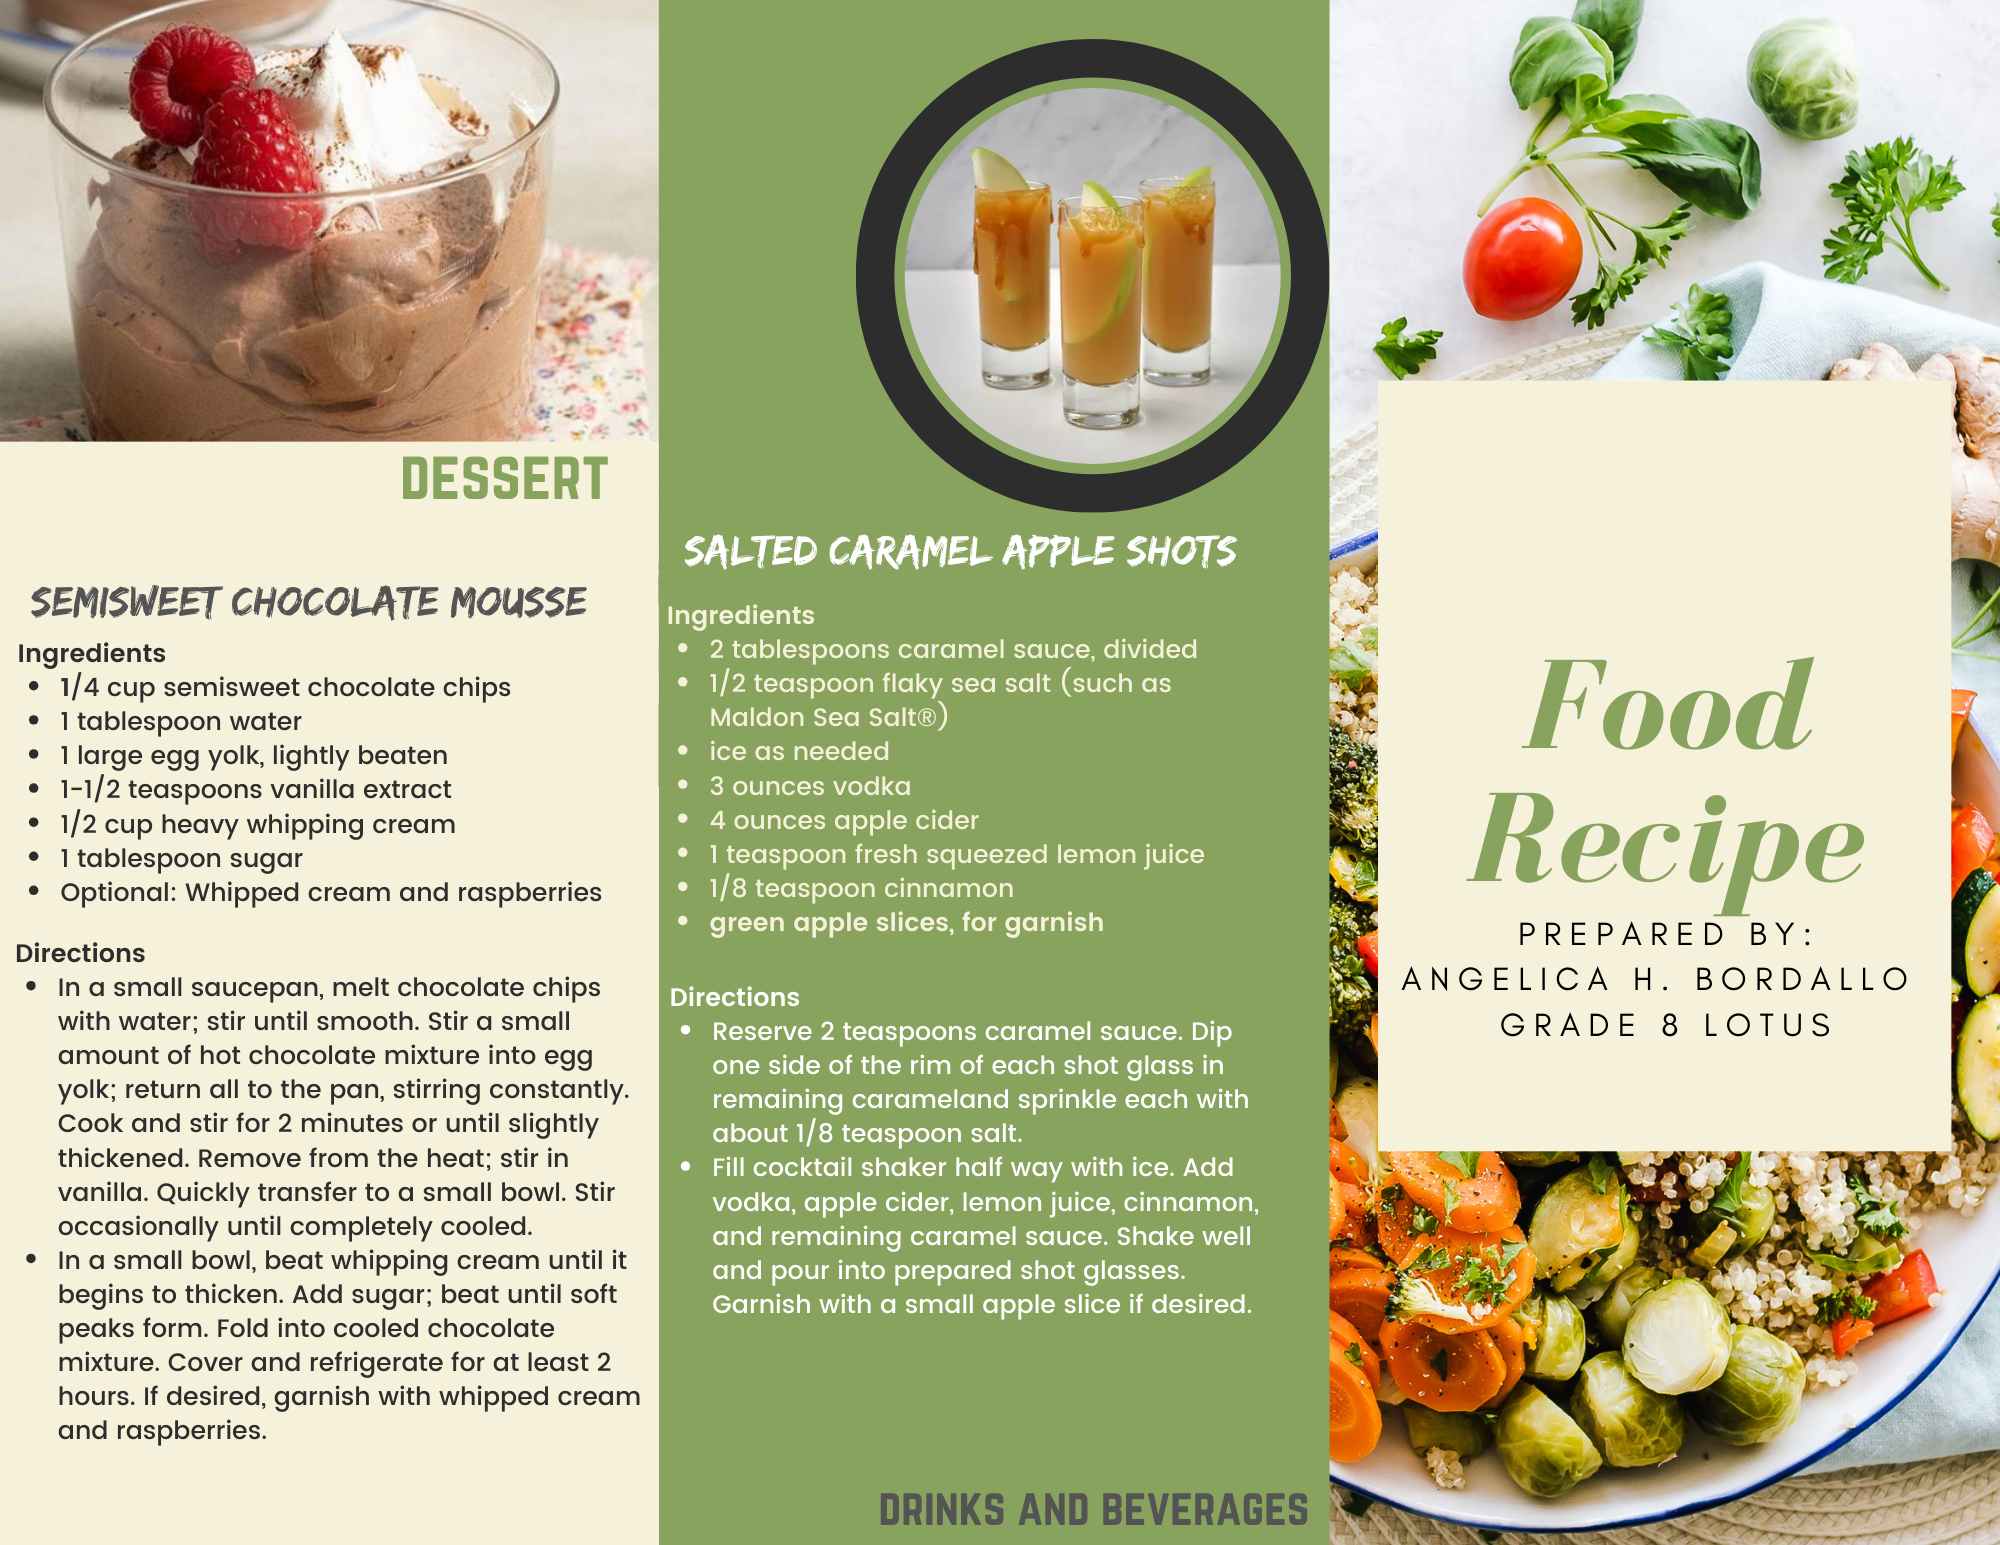 DESSERT
SEMISWEET CHOCOLATE MOUSSE
Ingredients
• 1/4 cup semisweet chocolate chips
• 1 tablespoon water
• 1 large egg yolk, lightly beaten
• 1-1/2 teaspoons vanilla extract
• 1/2 cup heavy whipping cream
• 1 tablespoon sugar
• Optional: Whipped cream and raspberries
Directions
• In a small saucepan, melt chocolate chips
with water; stir until smooth. Stir a small
amount of hot chocolate mixture into egg
yolk; return all to the pan, stirring constantly.
Cook and stir for 2 minutes or until slightly
thickened. Remove from the heat; stir in
vanilla. Quickly transfer to a small bowl. Stir
occasionally until completely cooled.
• In a small bowl, beat whipping cream until it
begins to thicken. Add sugar; beat until soft
peaks form. Fold into cooled chocolate
mixture. Cover and refrigerate for at least 2
hours. If desired, garnish with whipped cream
and raspberries.
SALTED CARAMEL APPLE SHOTS
Ingredients
• 2 tablespoons caramel sauce, divided
• 1/2 teaspoon flaky sea salt (such as
Maldon Sea Salt®)
• ice as needed
• 3 ounces vodka
• 4 ounces apple cider
• 1 teaspoon fresh squeezed lemon juice
• 1/8 teaspoon cinnamon
• green apple slices, for garnish
Directions
• Reserve 2 teaspoons caramel sauce. Dip
one side of the rim of each shot glass in
remaining carameland sprinkle each with
about 1/8 teaspoon salt.
• Fill cocktail shaker half way with ice. Add
vodka, apple cider, lemon juice, cinnamon,
and remaining caramel sauce. Shake well
and pour into prepared shot glasses.
Garnish with a small apple slice if desired.
DRINKS AND BEVERAGES
Food
Recipe
PREPARED BY:
ANGELICA H. BORDALLO
GRADE 8 LOTUS